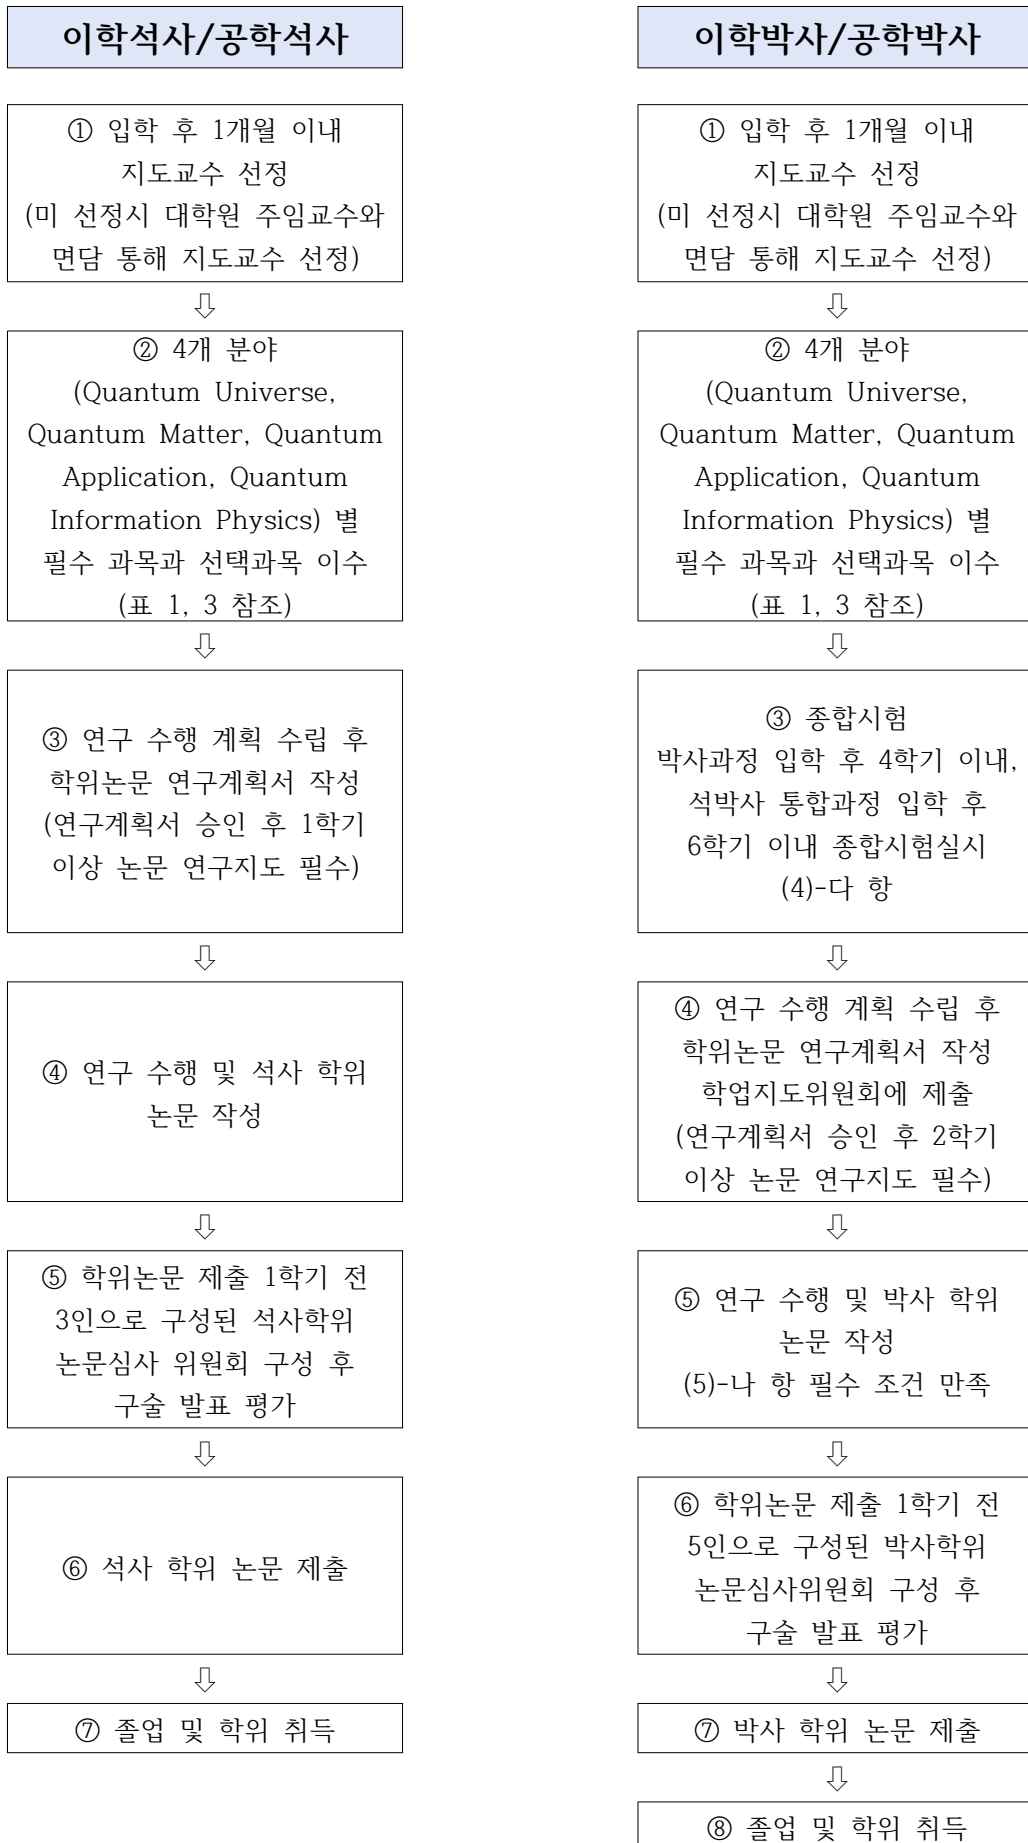 이학석사/공학석사
① 입학 후 1개월 이내
지도교수 선정
(미 선정시 대학원 주임교수와
면담 통해 지도교수 선정)
⇩
② 4개 분야
(Quantum Universe,
Quantum Matter, Quantum
Application, Quantum
Information Physics) 별
필수 과목과 선택과목 이수
(표 1, 3 참조)
⇩
③ 연구 수행 계획 수립 후
학위논문 연구계획서 작성
(연구계획서 승인 후 1학기
이상 논문 연구지도 필수)
⇩
④ 연구 수행 및 석사 학위
논문 작성
⇩
⑤ 학위논문 제출 1학기 전
3인으로 구성된 석사학위
논문심사 위원회 구성 후
구술 발표 평가
⇩
⑥ 석사 학위 논문 제출
⇩
⑦ 졸업 및 학위 취득
이학박사/공학박사
① 입학 후 1개월 이내
지도교수 선정
(미 선정시 대학원 주임교수와
면담 통해 지도교수 선정)
⇩
② 4개 분야
(Quantum Universe,
Quantum Matter, Quantum
Application, Quantum
Information Physics) 별
필수 과목과 선택과목 이수
(표 1, 3 참조)
⇩
③ 종합시험
박사과정 입학 후 4학기 이내,
석박사 통합과정 입학 후
6학기 이내 종합시험실시
(4)-다 항
⇩
④ 연구 수행 계획 수립 후
학위논문 연구계획서 작성
학업지도위원회에 제출
(연구계획서 승인 후 2학기
이상 논문 연구지도 필수)
⇩
⑤ 연구 수행 및 박사 학위
논문 작성
(5)-나 항 필수 조건 만족
⇩
⑥ 학위논문 제출 1학기 전
5인으로 구성된 박사학위
논문심사위원회 구성 후
구술 발표 평가
⇩
⑦ 박사 학위 논문 제출
⇩
⑧ 졸업 및 학위 취득